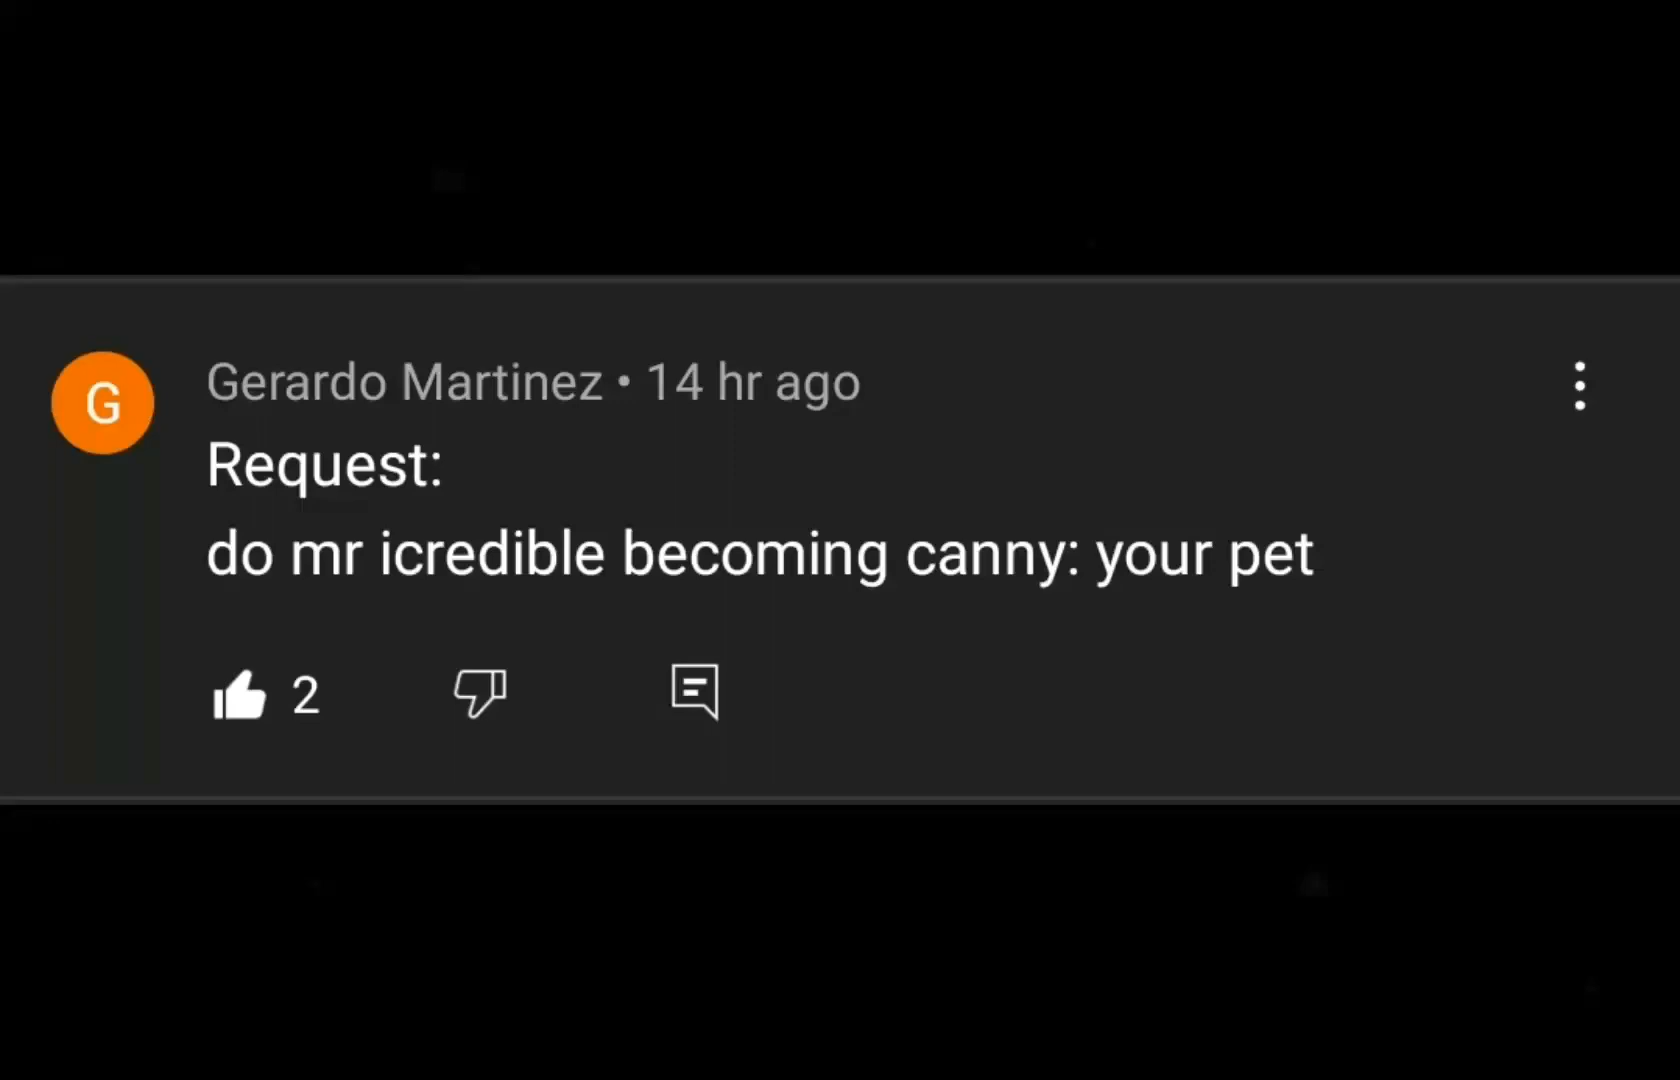 G
Gerardo Martinez • 14 hr ago
Request:
do mr icredible becoming canny: your pet
2